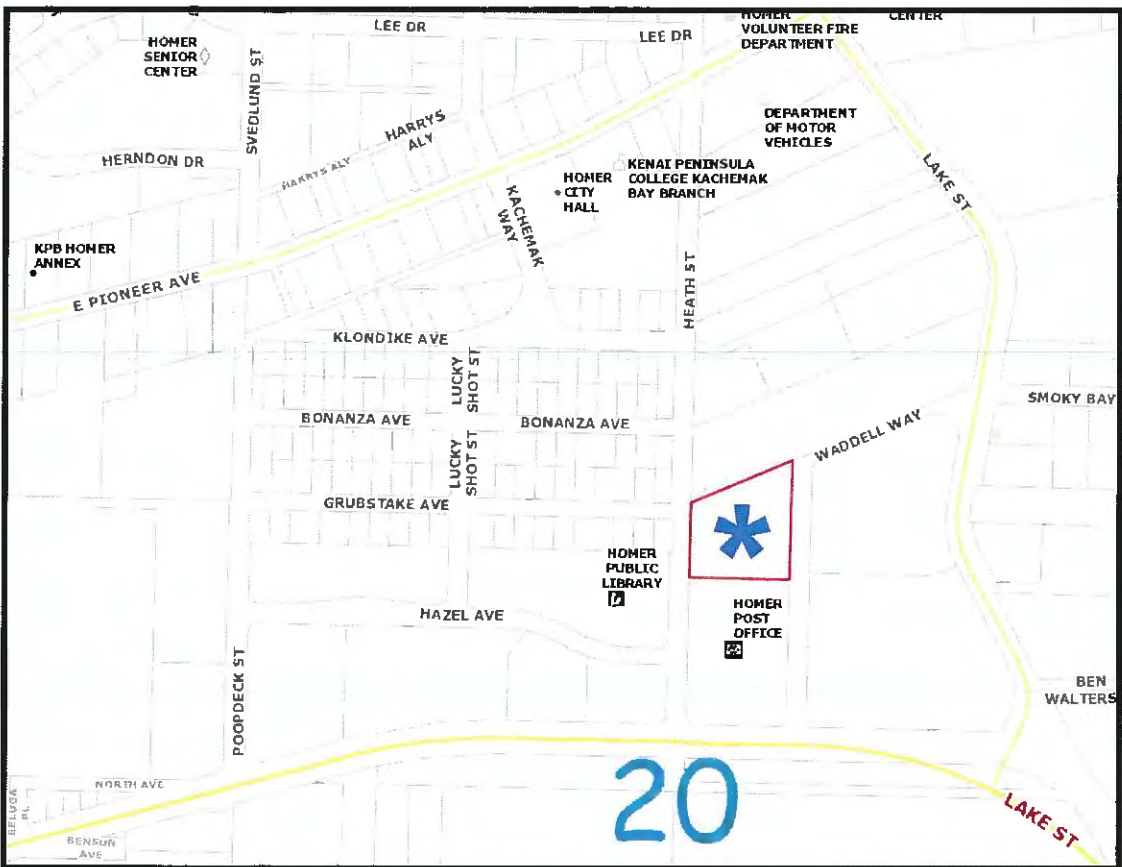 LEE DR
LEE DR
HOMER
VOLUNTEER FIRE
DEPARTMENT
CENTER
HOMER
SENIOR
CENTER
SVEDLUND ST
HARRYS
ALY
HARRYS ALY
HERNDON DR
DEPARTMENT
OF MOTOR
VEHICLES
LAKE ST
KENAI PENINSULA
COLLEGE KACHEMAK
BAY BRANCH
HOMER
CITY
HALL
KACHEMAK
WAY
KPB HOMER
ANNEX
E PIONEER AVE
HEATH ST
KLONDIKE AVE
LUCKY
SHOT ST
BONANZA AVE
BONANZA AVE
SMOKY BAY
WADDELL WAY
LUCKY
SHOT ST
GRUBSTAKE AVE
HOMER
PUBLIC
LIBRARY
HOMER
POST
OFFICE
HAZEL AVE
POOPDECK ST
BEN
WALTERS
NORTH AVE
BELUGA
PL
BENSON
AVE
20
LAKE ST